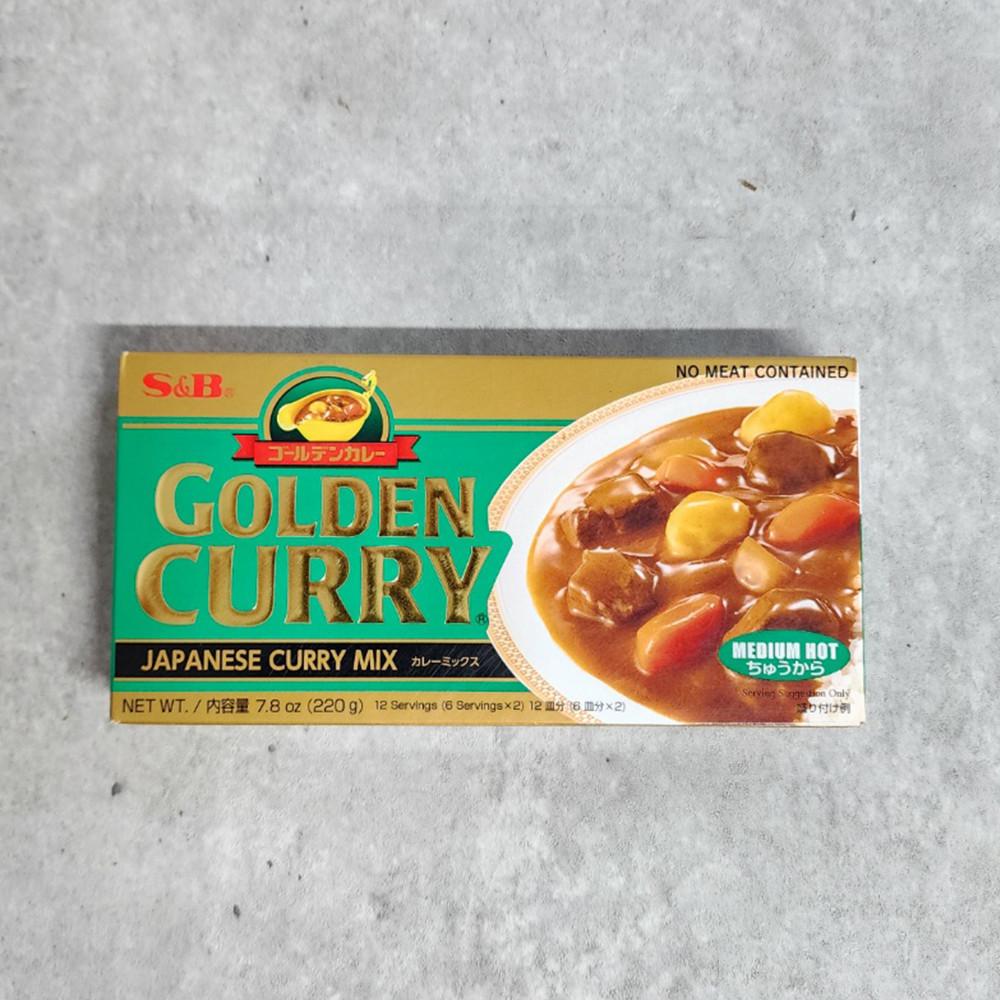 S&B®
NO MEAT CONTAINED
ゴールデンカレー
GOLDEN
CURRY®
JAPANESE CURRY MIX カレーミックス
MEDIUM HOT
ちゅうから
Serving Suggestion Only
盛り付け例
NET WT. / 内容量 7.8 oz (220 g) 12 Servings (6 Servings×2) 12 皿分 (6 皿分×2)